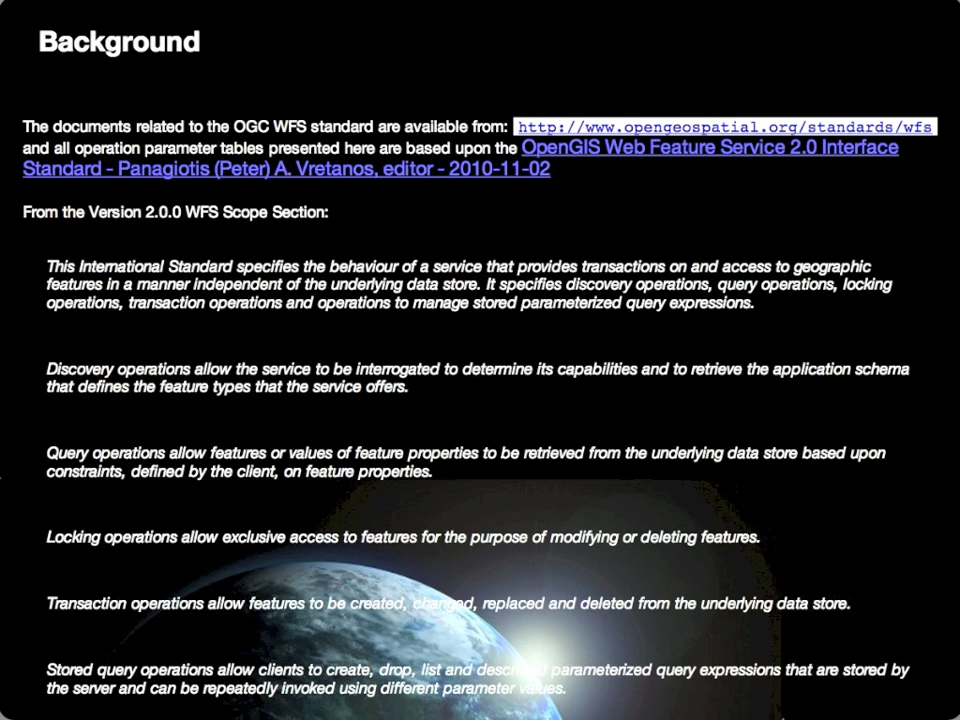 Background
The documents related to the OGC WFS standard are available from: http://www.opengeospatial.org/standards/wfs
and all operation parameter tables presented here are based upon the OpenGIS Web Feature Service 2.0 Interface
Standard - Panagiotis (Peter) A. Vretanos, editor - 2010-11-02
From the Version 2.0.0 WFS Scope Section:
This International Standard specifies the behaviour of a service that provides transactions on and access to geographic
features in a manner independent of the underlying data store. It specifies discovery operations, query operations, locking
operations, transaction operations and operations to manage stored parameterized query expressions.
Discovery operations allow the service to be interrogated to determine its capabilities and to retrieve the application schema
that defines the feature types that the service offers.
Query operations allow features or values of feature properties to be retrieved from the underlying data store based upon
constraints, defined by the client, on feature properties.
Locking operations allow exclusive access to features for the purpose of modifying or deleting features.
Transaction operations allow features to be created, changed, replaced and deleted from the underlying data store.
Stored query operations allow clients to create, drop, list and described parameterized query expressions that are stored by
the server and can be repeatedly invoked using different parameter values.